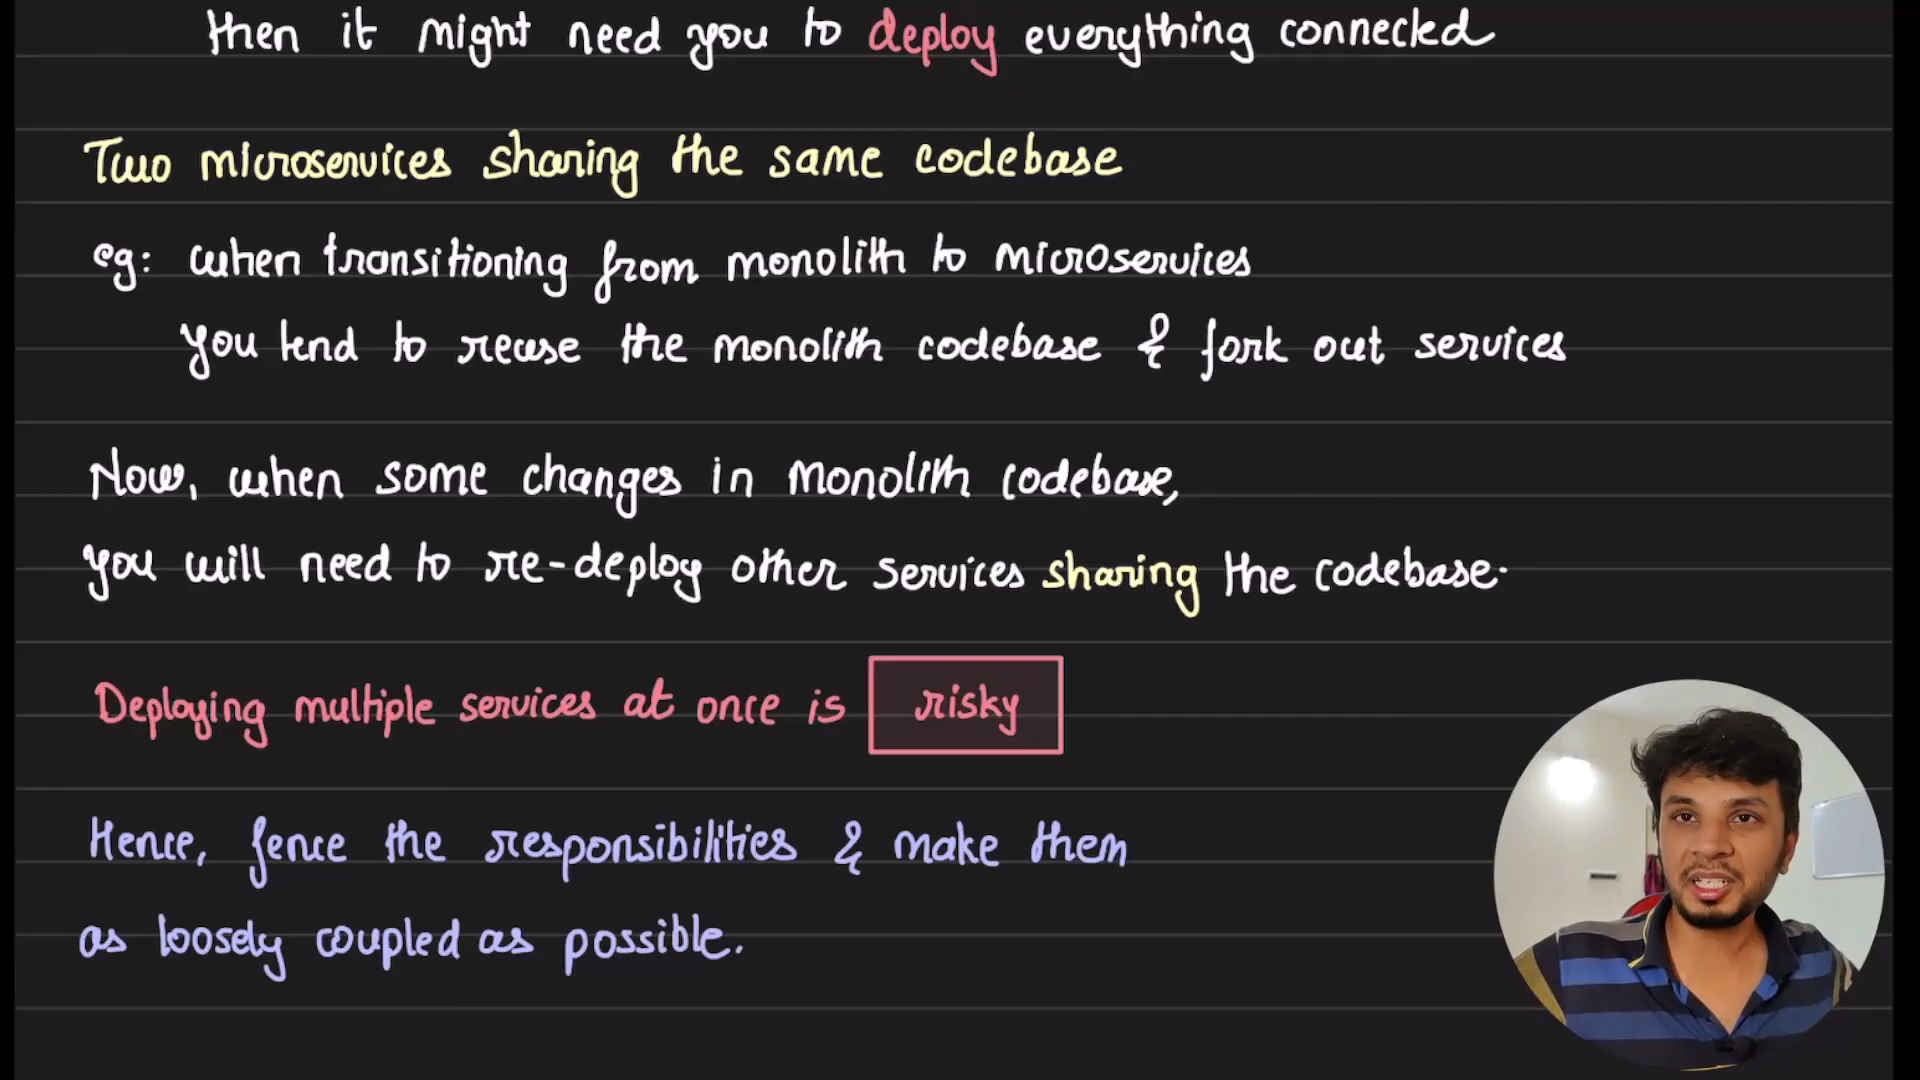 then it might need you to deploy everything connected
Two microservices sharing the same codebase
eg: when transitioning from monolith to microservices
you tend to reuse the monolith codebase & fork out services
Now, when some changes in monolith codebase,
you will need to re-deploy other services sharing the codebase.
Deploying multiple services at once is risky
Hence, fence the responsibilities & make them
as loosely coupled as possible.